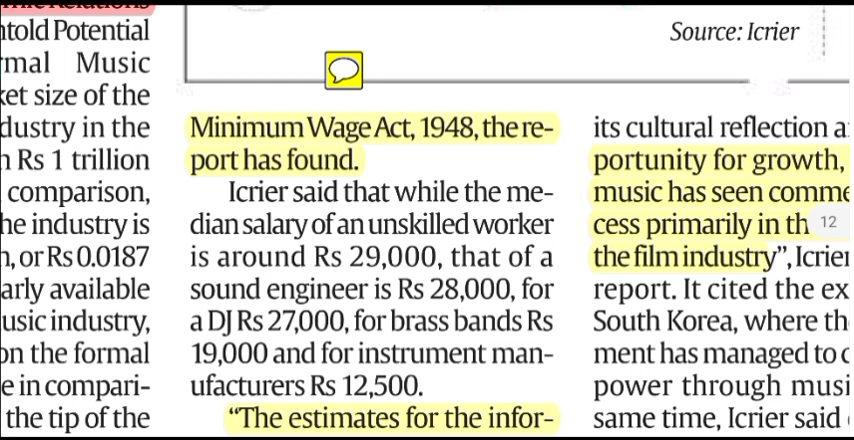 ntold Potential
rmal Music
ket size of the
dustry in the
n Rs 1 trillion
comparison,
he industry is
n, or Rs 0.0187
arly available
usic industry,
on the formal
e in compari-
the tip of the
Source: Icrier
Minimum Wage Act, 1948, the re-
port has found.
Icrier said that while the me-
dian salary of an unskilled worker
is around Rs 29,000, that of a
sound engineer is Rs 28,000, for
a DJ Rs 27,000, for brass bands Rs
19,000 and for instrument man-
ufacturers Rs 12,500.
“The estimates for the infor-
its cultural reflection a
portunity for growth,
music has seen comme
cess primarily in th
12
the film industry”, Icrier
report. It cited the ex
South Korea, where th
ment has managed to c
power through musi
same time, Icrier said